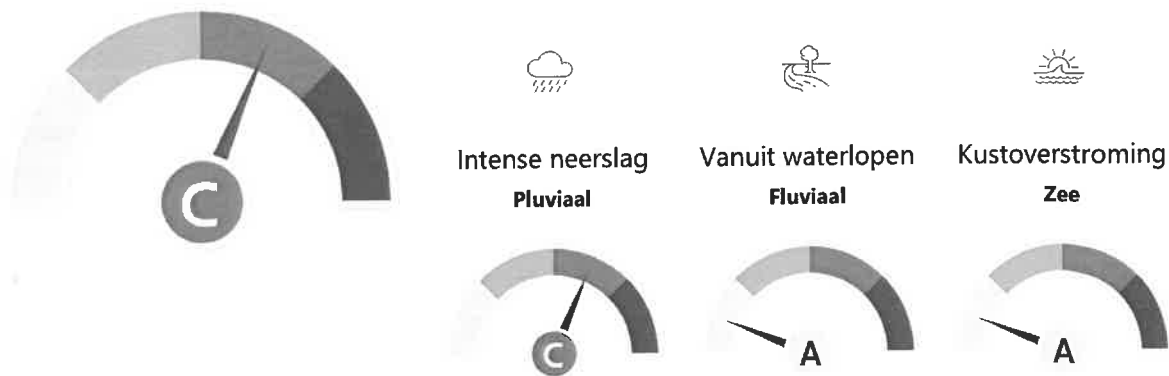 C
Intense neerslag
Pluviaal
C
Vanuit waterlopen
Fluviaal
A
Kustoverstroming
Zee
A